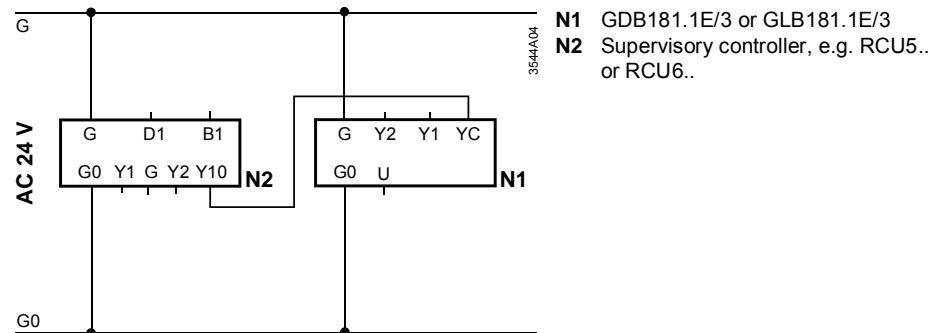 G
N1 GDB181.1E/3 or GLB181.1E/3
N2 Supervisory controller, e.g. RCU5..
or RCU6..
3544A04
AC 24 V
G D1 B1
G0 Y1 G Y2 Y10
N2
G Y2 Y1 YC
G0 U
N1
G0